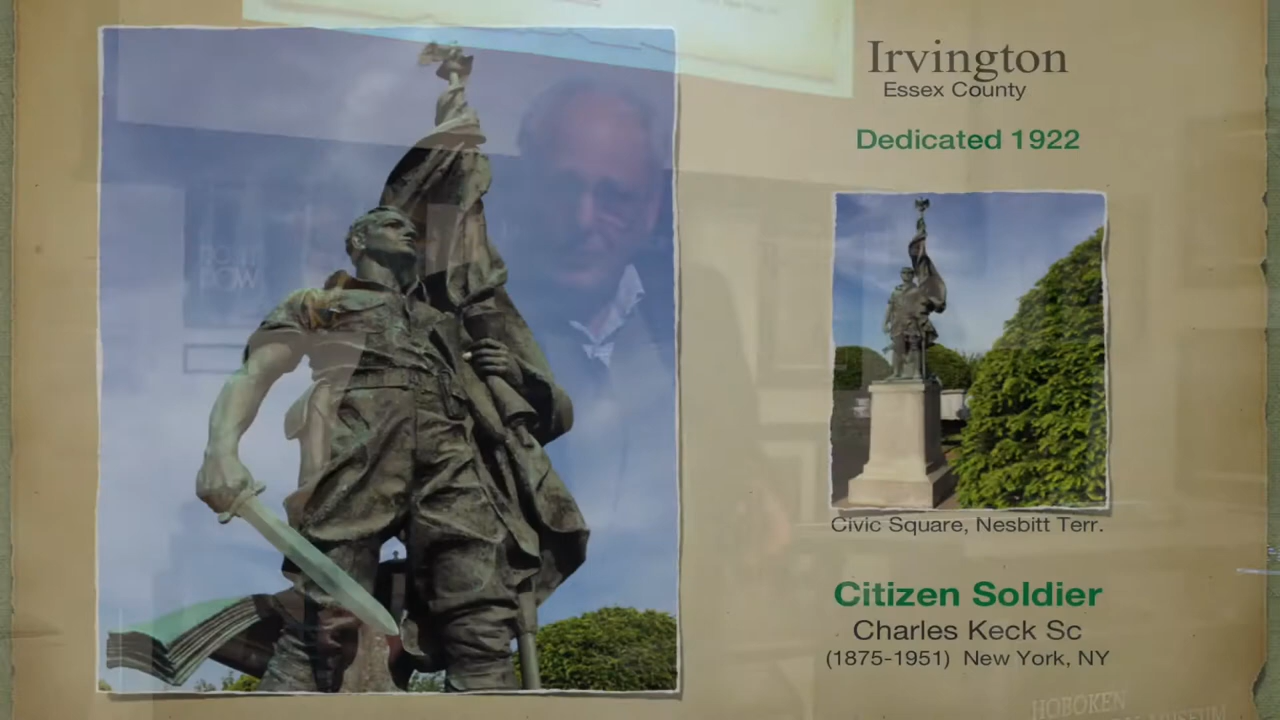 Irvington
Essex County
Dedicated 1922
Civic Square, Nesbitt Terr.
Citizen Soldier
Charles Keck Sc
(1875-1951) New York, NY
HOBOKEN
MUSEUM